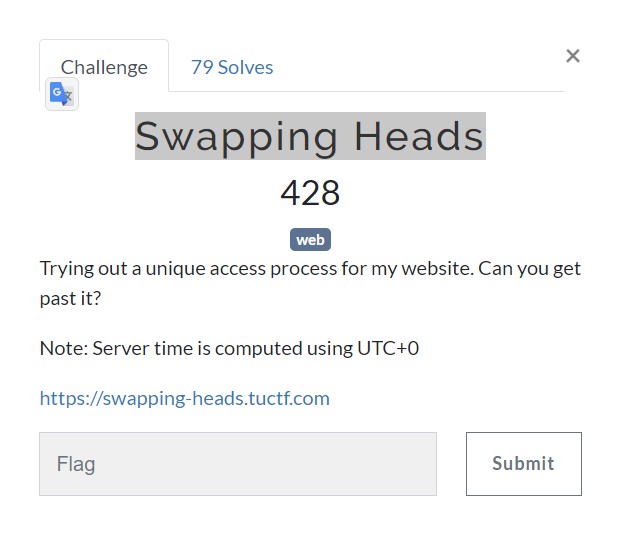 Challenge
79 Solves
×
Swapping Heads
428
web
Trying out a unique access process for my website. Can you get
past it?
Note: Server time is computed using UTC+0
https://swapping-heads.tuctf.com
Flag
Submit